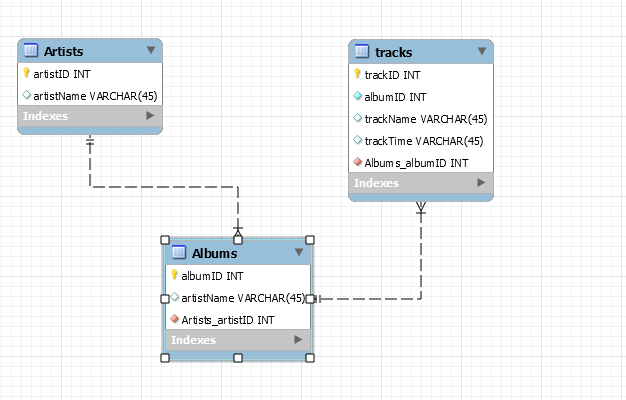 Artists
artistID INT
artistName VARCHAR(45)
Indexes
tracks
trackID INT
albumID INT
trackName VARCHAR(45)
trackTime VARCHAR(45)
Albums_albumID INT
Indexes
Albums
albumID INT
artistName VARCHAR(45)
Artists_artistID INT
Indexes